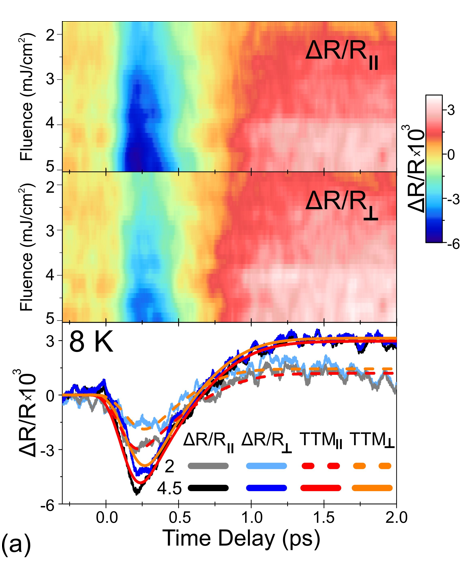 2
3
4
5
Fluence (mJ/cm²)
ΔR/R||
2
3
4
5
Fluence (mJ/cm²)
ΔR/R⊥
3
0
-3
-6
ΔR/Rx10³
3
0
-3
-6
ΔR/Rx10³
8 K
ΔR/R|| ΔR/R⊥ TTM|| TTM⊥
2
4.5
0.0 0.5 1.0 1.5 2.0
Time Delay (ps)
(a)